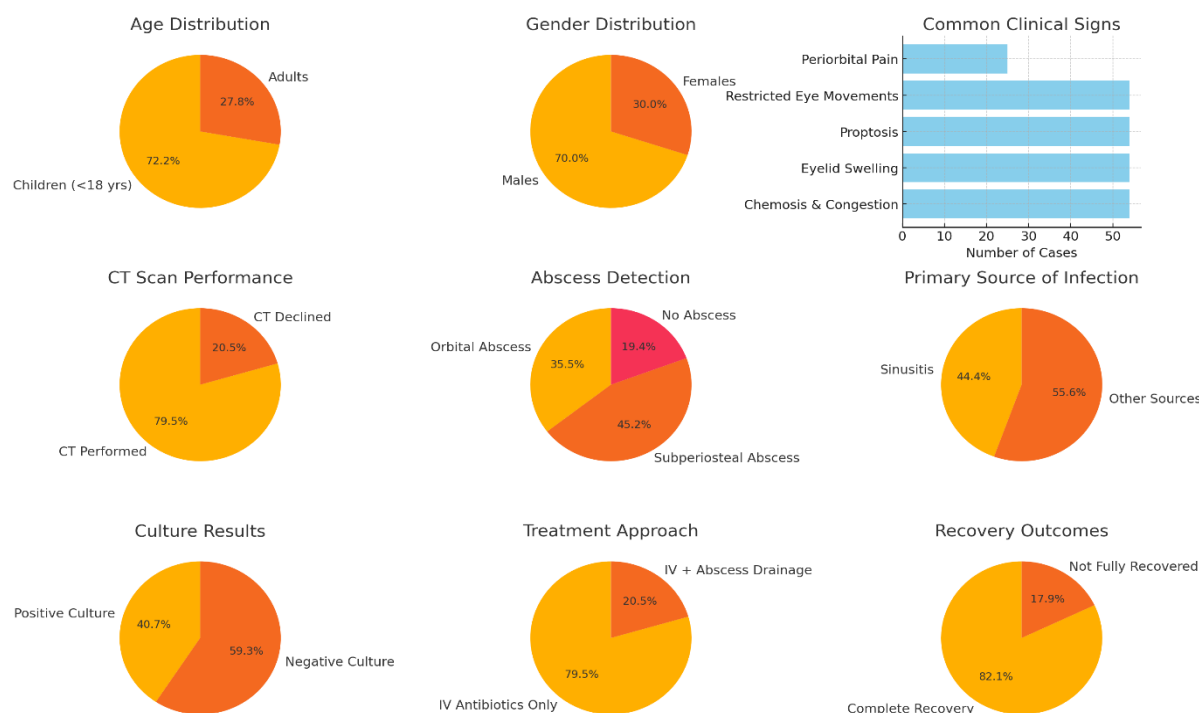 Age Distribution
Adults
27.8%
72.2%
Children (<18 yrs)
Gender Distribution
Females
30.0%
70.0%
Males
Common Clinical Signs
Periorbital Pain
Restricted Eye Movements
Proptosis
Eyelid Swelling
Chemosis & Congestion
0 10 20 30 40 50
Number of Cases
CT Scan Performance
CT Declined
20.5%
79.5%
CT Performed
Abscess Detection
No Abscess
19.4%
Orbital Abscess
35.5%
45.2%
Subperiosteal Abscess
Primary Source of Infection
Sinusitis
44.4%
55.6%
Other Sources
Culture Results
Positive Culture
40.7%
59.3%
Negative Culture
Treatment Approach
IV + Abscess Drainage
20.5%
79.5%
IV Antibiotics Only
Recovery Outcomes
Not Fully Recovered
17.9%
82.1%
Complete Recovery